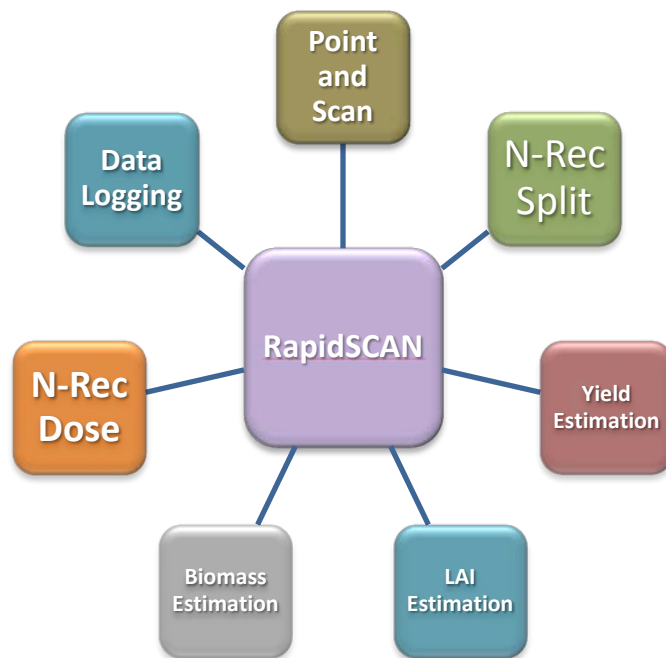 Point
and
Scan
Data
Logging
N-Rec
Split
RapidSCAN
N-Rec
Dose
Yield
Estimation
Biomass
Estimation
LAI
Estimation